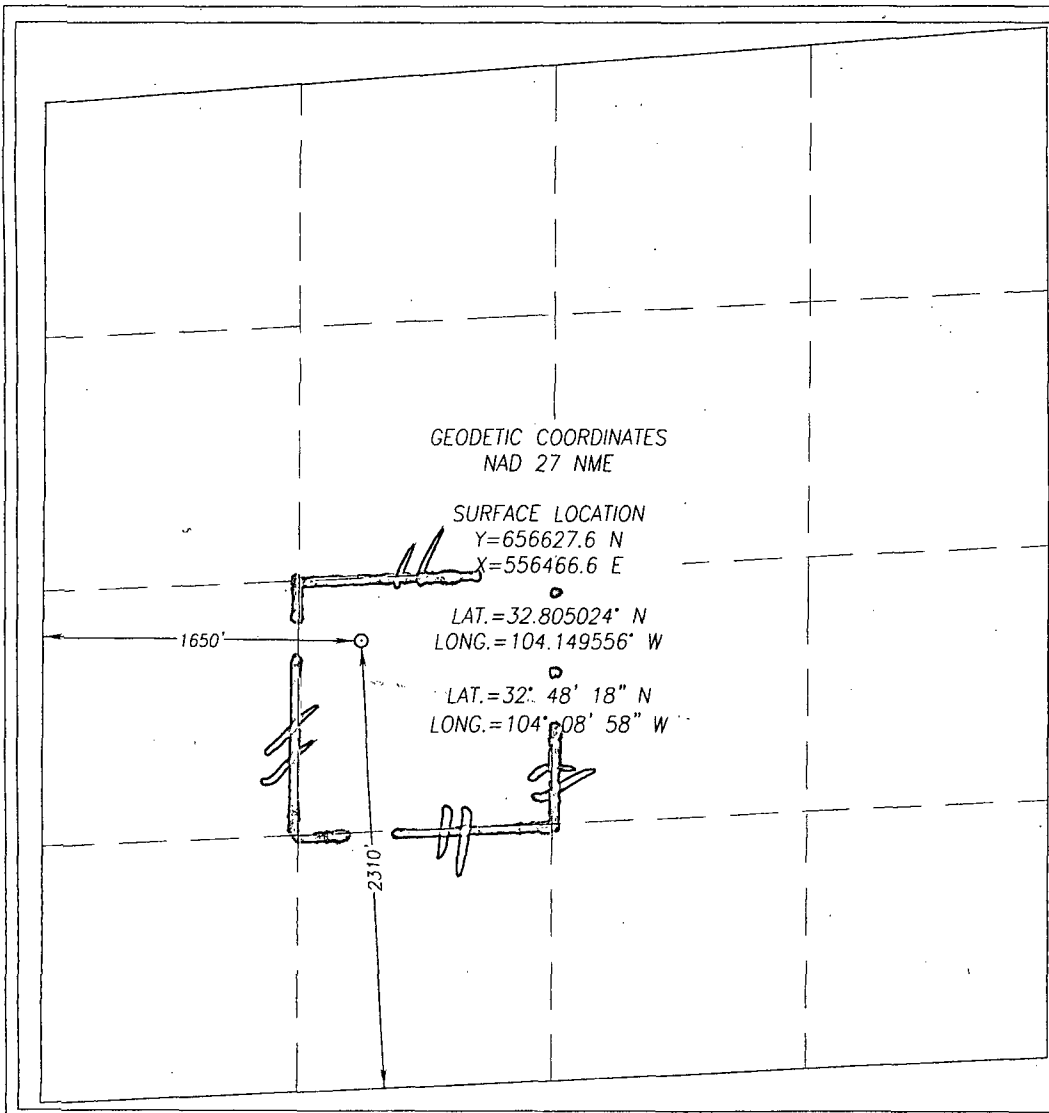 GEODETIC COORDINATES
NAD 27 NME
SURFACE LOCATION
Y=656627.6 N
X=556466.6 E
LAT.=32.805024° N
LONG.=104.149556° W
LAT.=32° 48' 18" N
LONG.=104° 08' 58" W
1650'
2310'